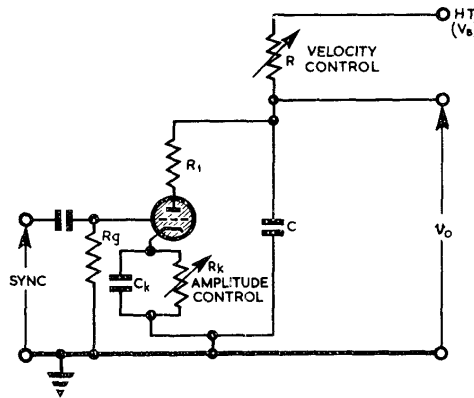 HT
(VB
VELOCITY
R
CONTROL
R1
C
Rg
vo
SYNC
Ck
Rk
AMPLITUDE
CONTROL